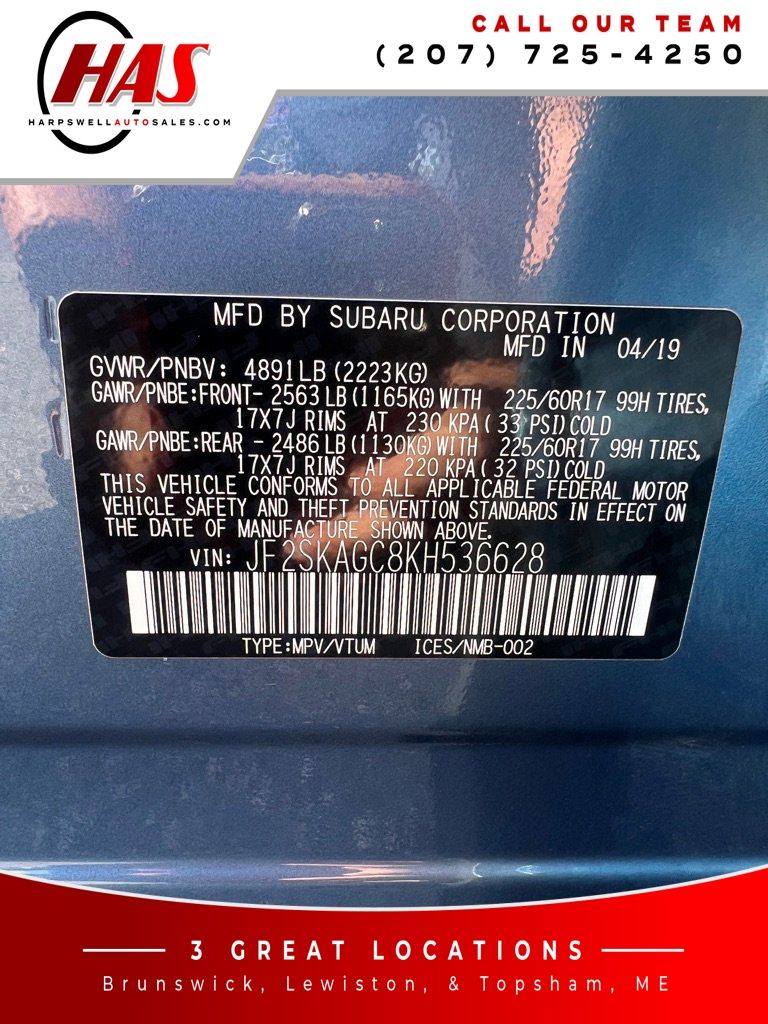 HAS
HARPSWELLAUTOSALES.COM
CALL OUR TEAM
(207) 725-4250
MFD BY SUBARU CORPORATION
MFD IN 04/19
GVWR/PNBV: 4891LB (2223KG)
GAWR/PNBE:FRONT- 2563 LB (1165KG) WITH 225/60R17 99H TIRES,
17X7J RIMS AT 230 KPA ( 33 PSI) COLD
GAWR/PNBE:REAR - 2486 LB (1130KG) WITH 225/60R17 99H TIRES,
17X7J RIMS AT 220 KPA ( 32 PSI) COLD
THIS VEHICLE CONFORMS TO ALL APPLICABLE FEDERAL MOTOR
VEHICLE SAFETY AND THEFT PREVENTION STANDARDS IN EFFECT ON
THE DATE OF MANUFACTURE SHOWN ABOVE.
VIN: JF2SKAGC8KH536628
TYPE:MPV/VTUM ICES/NMB-002
3 GREAT LOCATIONS
Brunswick, Lewiston, & Topsham, ME